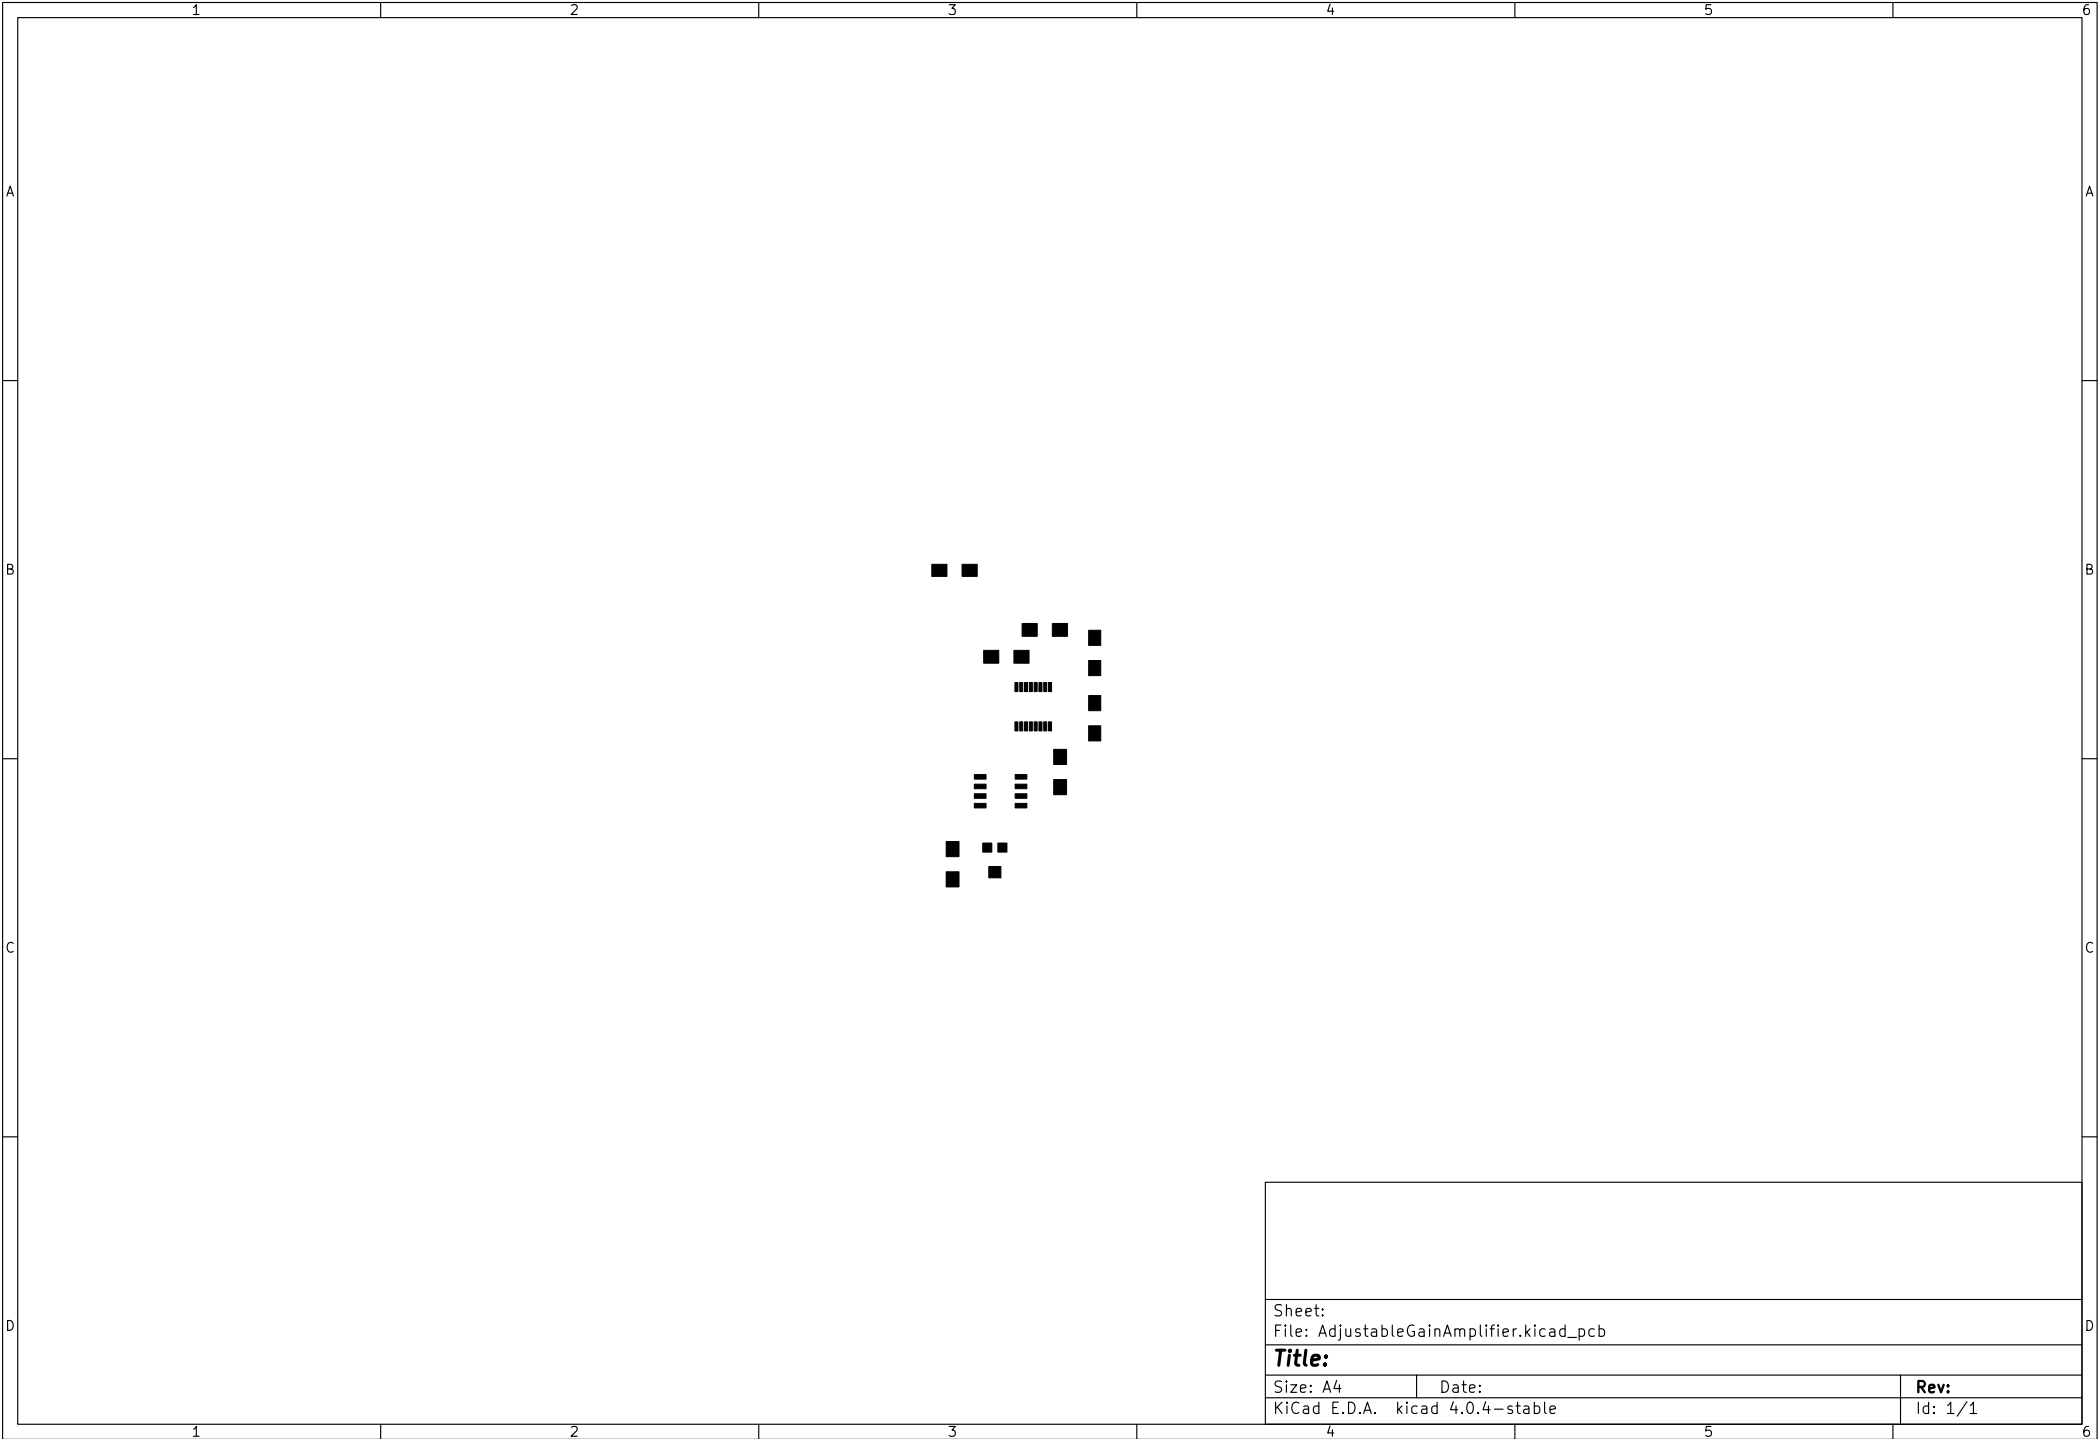 1 2 3 4 5 6
A A
B B
C C
D D
Sheet:
File: AdjustableGainAmplifier.kicad_pcb
Title:
Size: A4 Date: Rev:
KiCad E.D.A. kicad 4.0.4-stable Id: 1/1
1 2 3 4 5 6